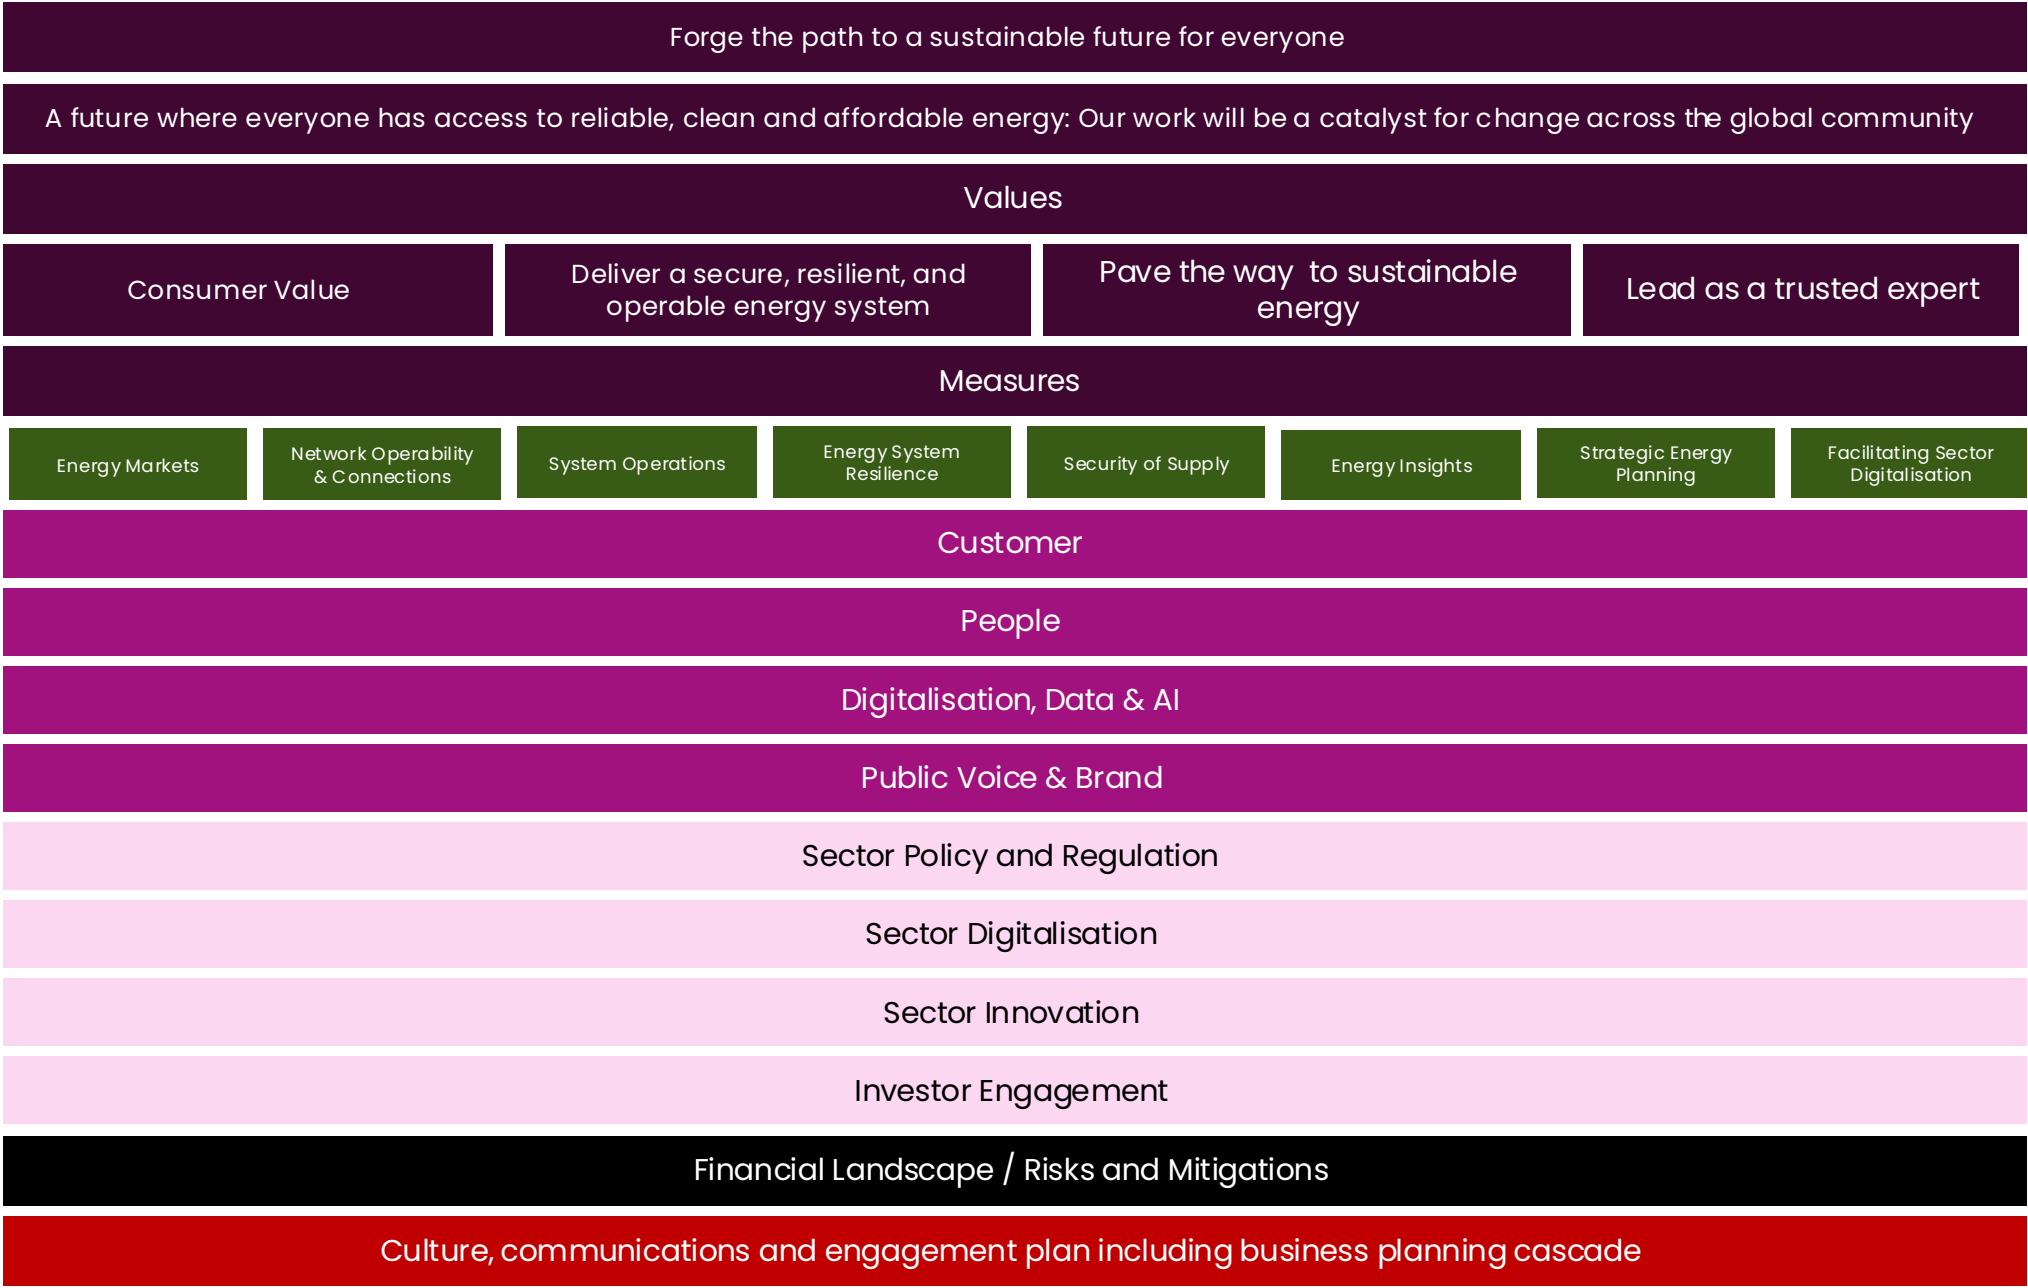 Forge the path to a sustainable future for everyone
A future where everyone has access to reliable, clean and affordable energy: Our work will be a catalyst for change across the global community
Values
Consumer Value
Deliver a secure, resilient, and
operable energy system
Pave the way to sustainable
energy
Lead as a trusted expert
Measures
Energy Markets
Network Operability
& Connections
System Operations
Energy System
Resilience
Security of Supply
Energy Insights
Strategic Energy
Planning
Facilitating Sector
Digitalisation
Customer
People
Digitalisation, Data & AI
Public Voice & Brand
Sector Policy and Regulation
Sector Digitalisation
Sector Innovation
Investor Engagement
Financial Landscape / Risks and Mitigations
Culture, communications and engagement plan including business planning cascade